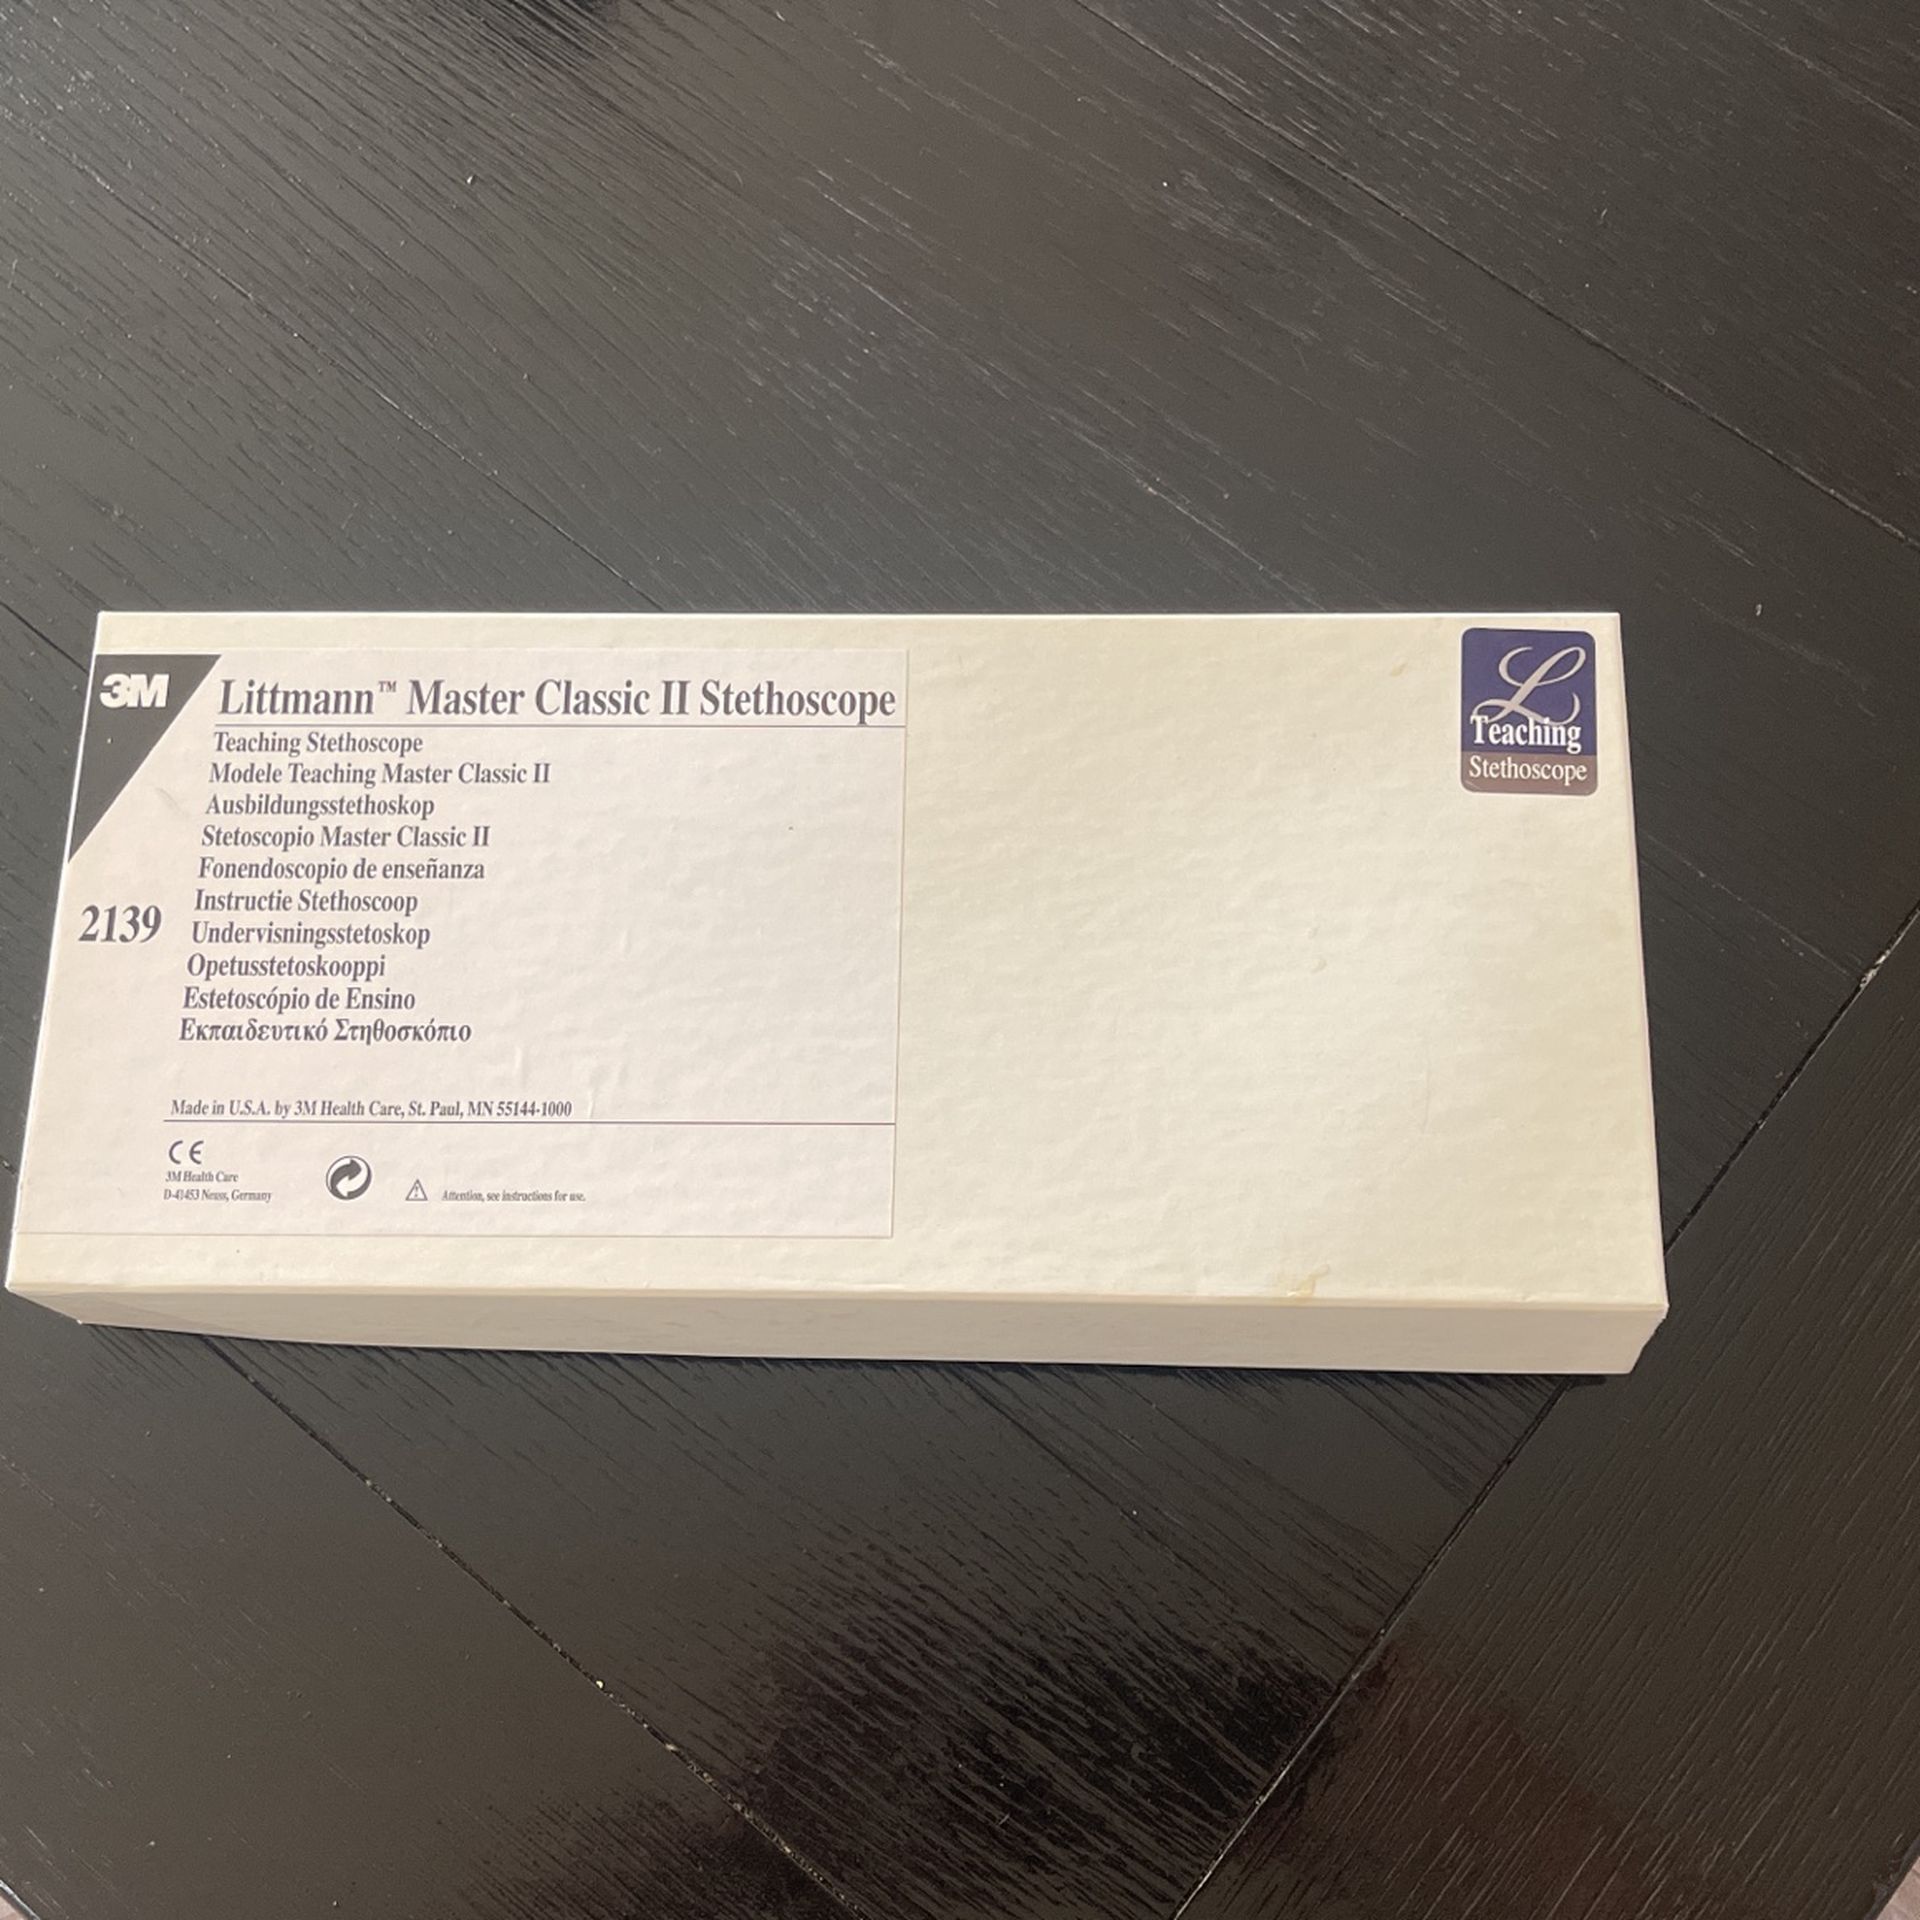 3M
Littmann™ Master Classic II Stethoscope
Teaching Stethoscope
Modele Teaching Master Classic II
Ausbildungsstethoskop
Stetoscopio Master Classic II
Fonendoscopio de enseñanza
Instructie Stethoscoop
Undervisningsstetoskop
Opetusstetoskooppi
Estetoscópio de Ensino
Εκπαιδευτικό Στηθοσκόπιο
2139
Made in U.S.A. by 3M Health Care, St. Paul, MN 55144-1000
CE
3M Health Care
D-41453 Neuss, Germany
Attention, see instructions for use.
L
Teaching
Stethoscope